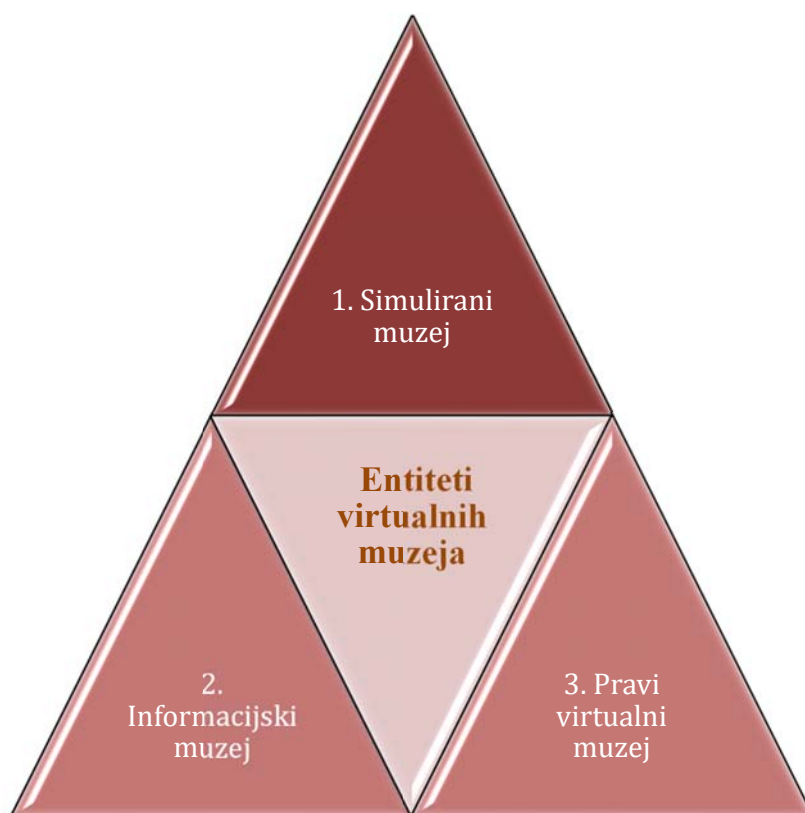 1. Simulirani
muzej
Entiteti
virtualnih
muzeja
2.
Informacijski
muzej
3. Pravi
virtualni
muzej